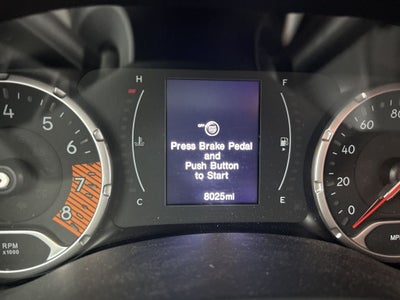 H
F
OFF
Press Brake Pedal
and
Push Button
to Start
8025mi
C
E
4
5
6
7
8
RPM
x1000
80
60
40
20
0
MP